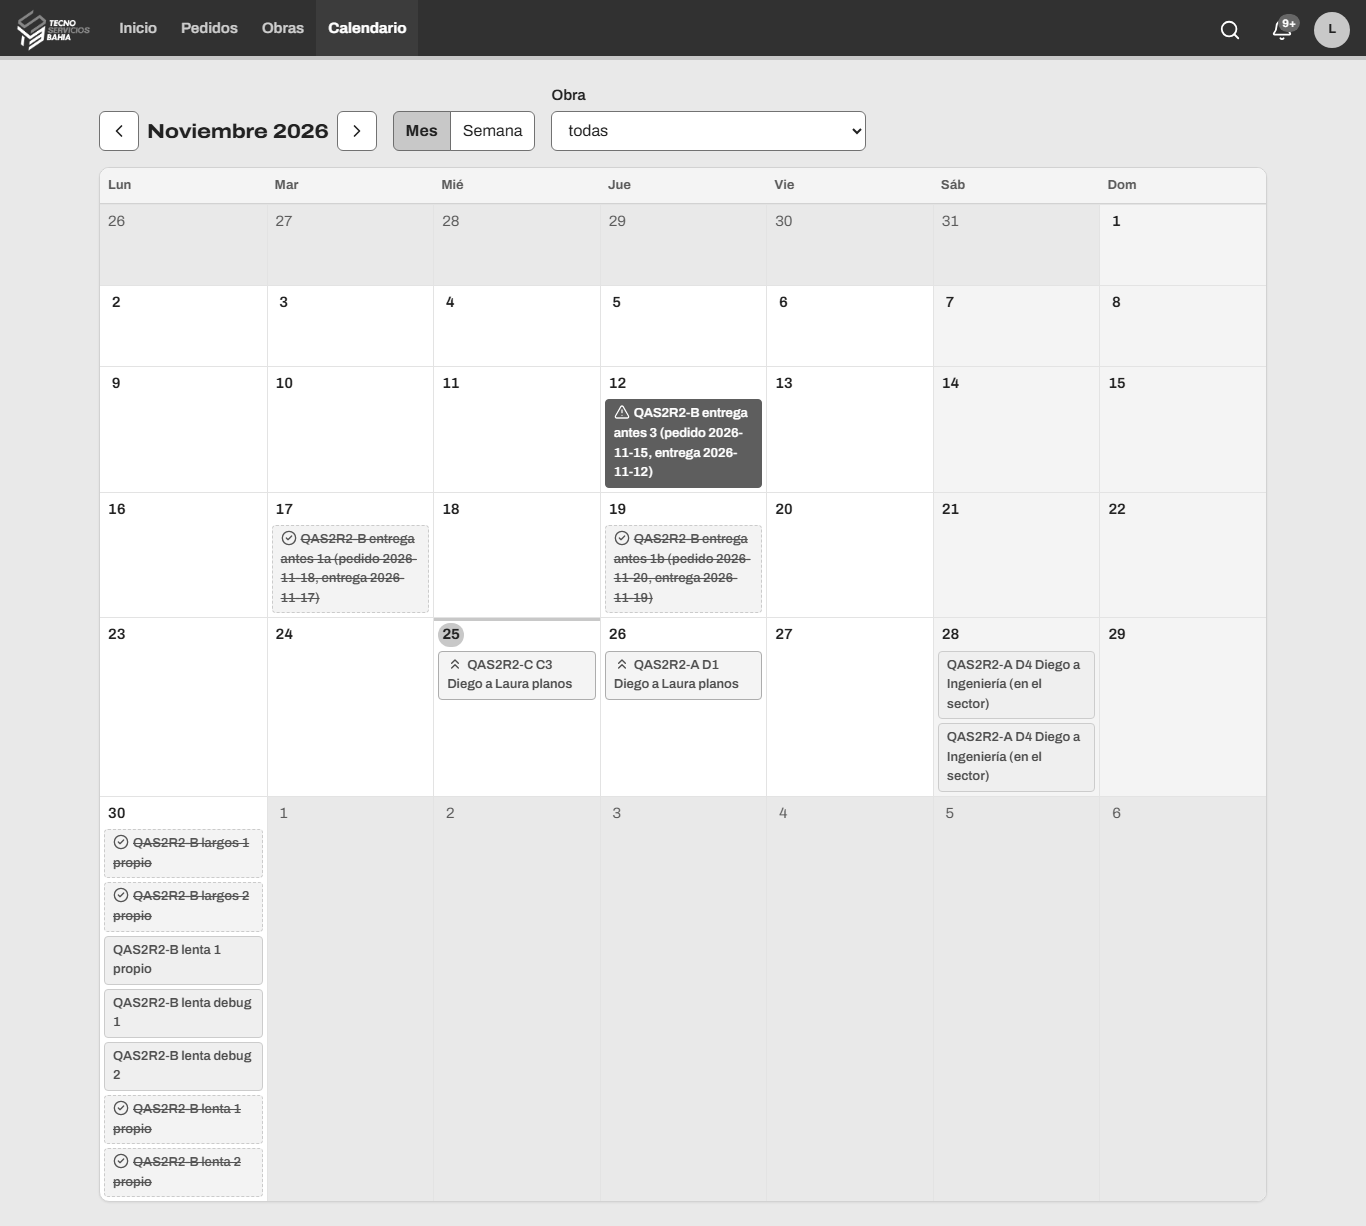 TECNO
SERVICIOS
BAHIA
Inicio
Pedidos
Obras
Calendario
9+
L
Obra
Noviembre 2026
Mes
Semana
todas
Lun
Mar
Mié
Jue
Vie
Sáb
Dom
26
27
28
29
30
31
1
2
3
4
5
6
7
8
9
10
11
12
QAS2R2-B entrega
antes 3 (pedido 2026-
11-15, entrega 2026-
11-12)
13
14
15
16
17
QAS2R2-B entrega
antes 1a (pedido 2026-
11-18, entrega 2026-
11-17)
18
19
QAS2R2-B entrega
antes 1b (pedido 2026-
11-20, entrega 2026-
11-19)
20
21
22
23
24
25
QAS2R2-C C3
Diego a Laura planos
26
QAS2R2-A D1
Diego a Laura planos
27
28
QAS2R2-A D4 Diego a
Ingeniería (en el
sector)
QAS2R2-A D4 Diego a
Ingeniería (en el
sector)
29
30
QAS2R2-B largos 1
propio
QAS2R2-B largos 2
propio
QAS2R2-B lenta 1
propio
QAS2R2-B lenta debug
1
QAS2R2-B lenta debug
2
QAS2R2-B lenta 1
propio
QAS2R2-B lenta 2
propio
1
2
3
4
5
6